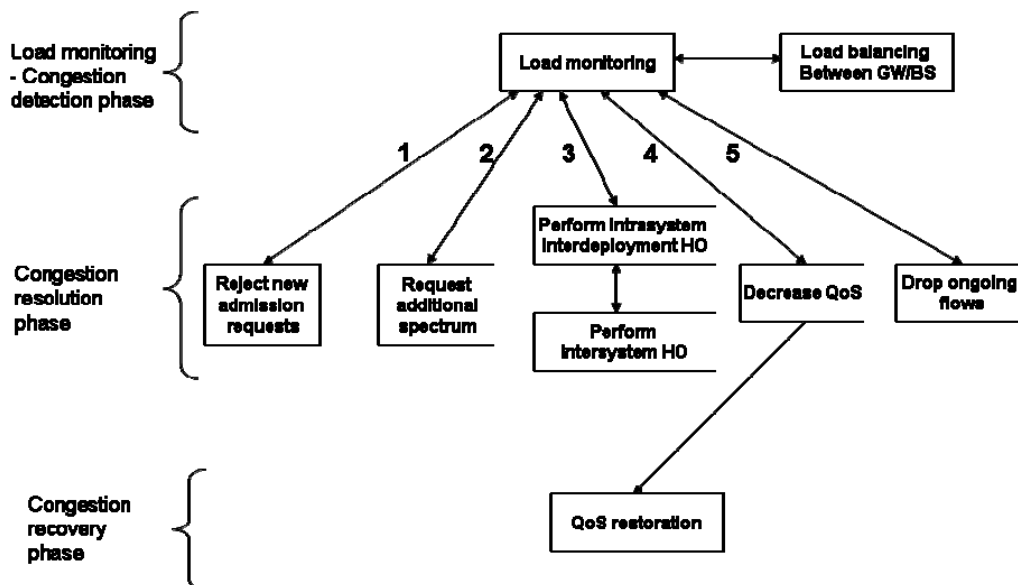 Load monitoring
- Congestion
detection phase
Load monitoring
Load balancing
Between GW/BS
1
2
3
4
5
Congestion
resolution
phase
Reject new
admission
requests
Request
additional
spectrum
Perform intrasystem
Interdeployment HO
Perform
Intersystem HO
Decrease QoS
Drop ongoing
flows
Congestion
recovery
phase
QoS restoration